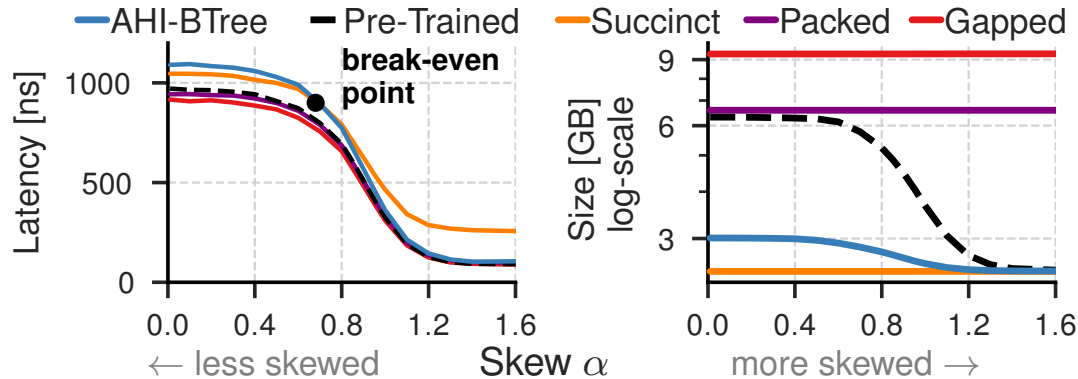 AHI-BTree Pre-Trained Succinct Packed Gapped
break-even
point
Latency [ns]
1000
500
0
0.0 0.4 0.8 1.2 1.6
Size [GB]
log-scale
9
6
3
0.0 0.4 0.8 1.2 1.6
← less skewed Skew α more skewed →